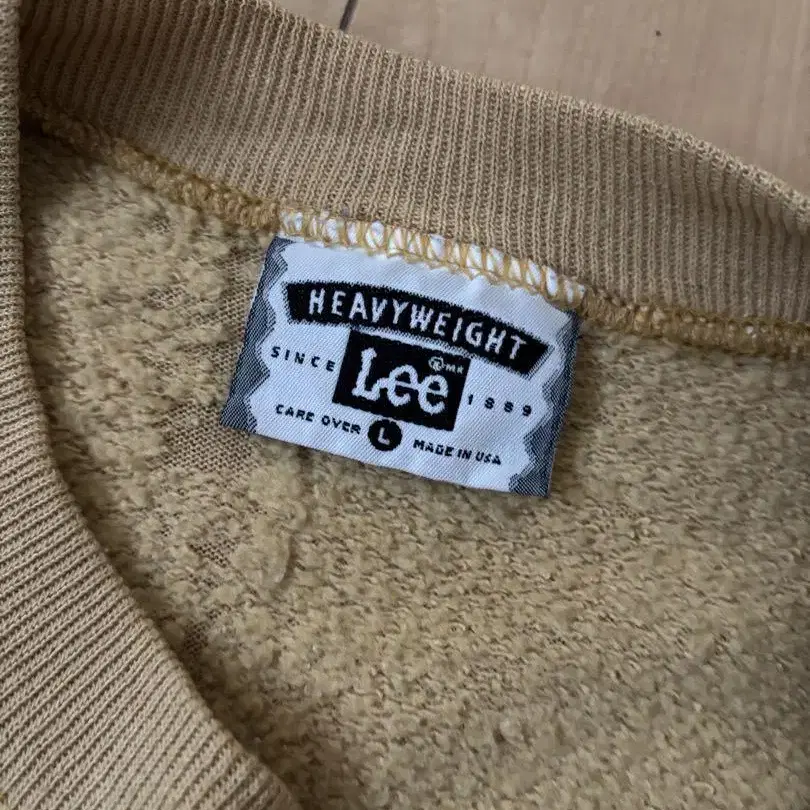 HEAVYWEIGHT
SINCE Lee ® MR 1889
CARE OVER L MADE IN USA